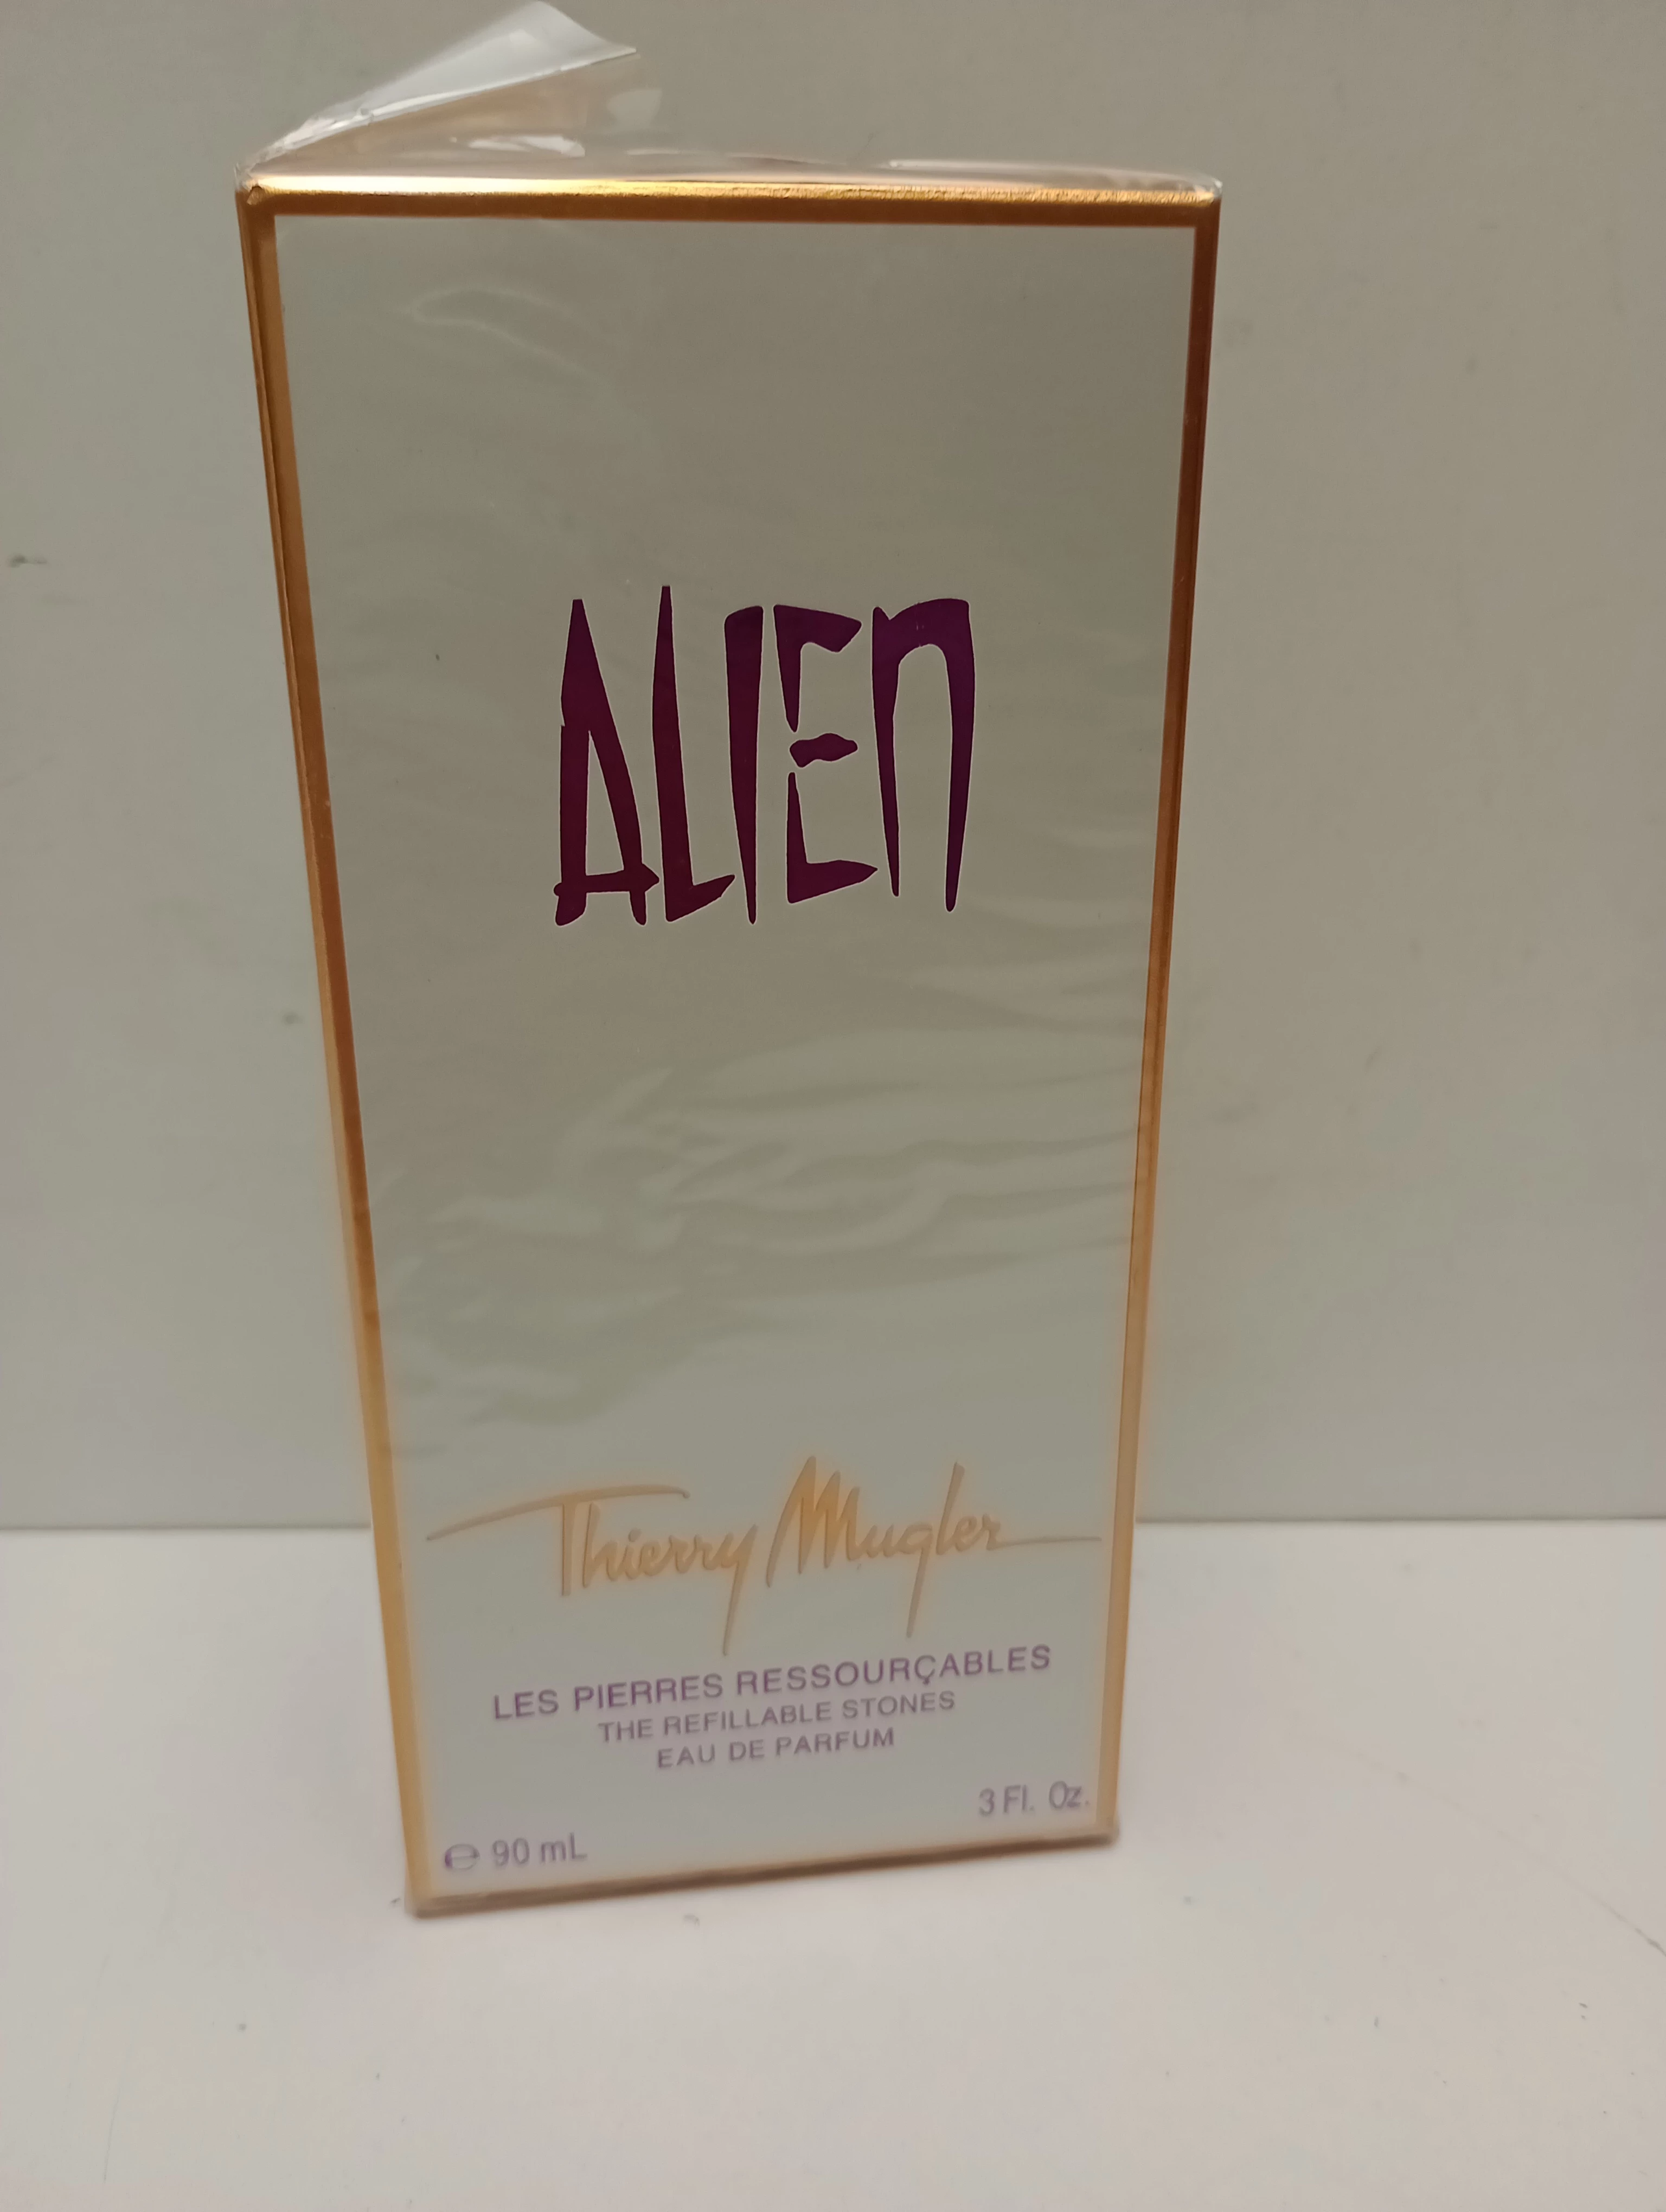 ALIEN
Thierry Mugler
LES PIERRES RESSOURÇABLES
THE REFILLABLE STONES
EAU DE PARFUM
3 Fl. Oz.
℮ 90 mL